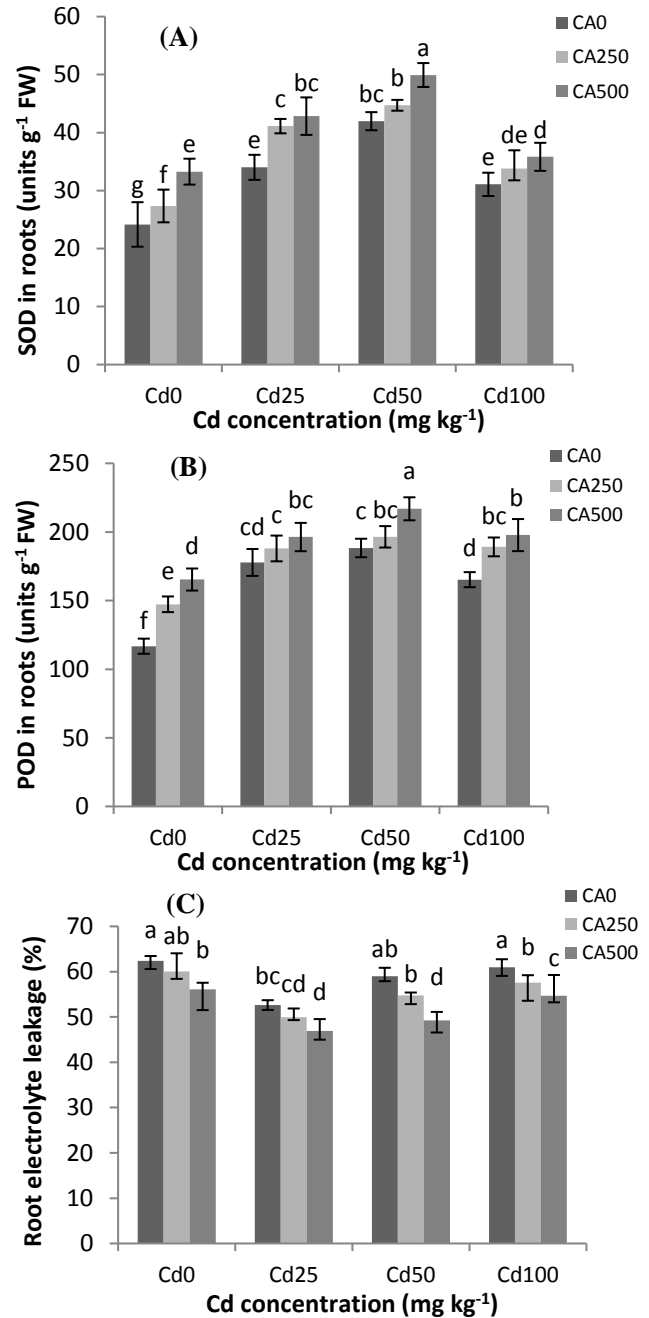 (A)
CA0
CA250
CA500
SOD in roots (units g⁻¹ FW)
60
50
40
30
20
10
0
g f e
e c bc
bc b a
e de d
Cd0 Cd25 Cd50 Cd100
Cd concentration (mg kg⁻¹)
(B)
CA0
CA250
CA500
POD in roots (units g⁻¹ FW)
250
200
150
100
50
0
f e d
cd c bc
c bc a
d bc b
Cd0 Cd25 Cd50 Cd100
Cd concentration (mg kg⁻¹)
(C)
CA0
CA250
CA500
Root electrolyte leakage (%)
70
60
50
40
30
20
10
0
a ab b
bc cd d
ab b d
a b c
Cd0 Cd25 Cd50 Cd100
Cd concentration (mg kg⁻¹)